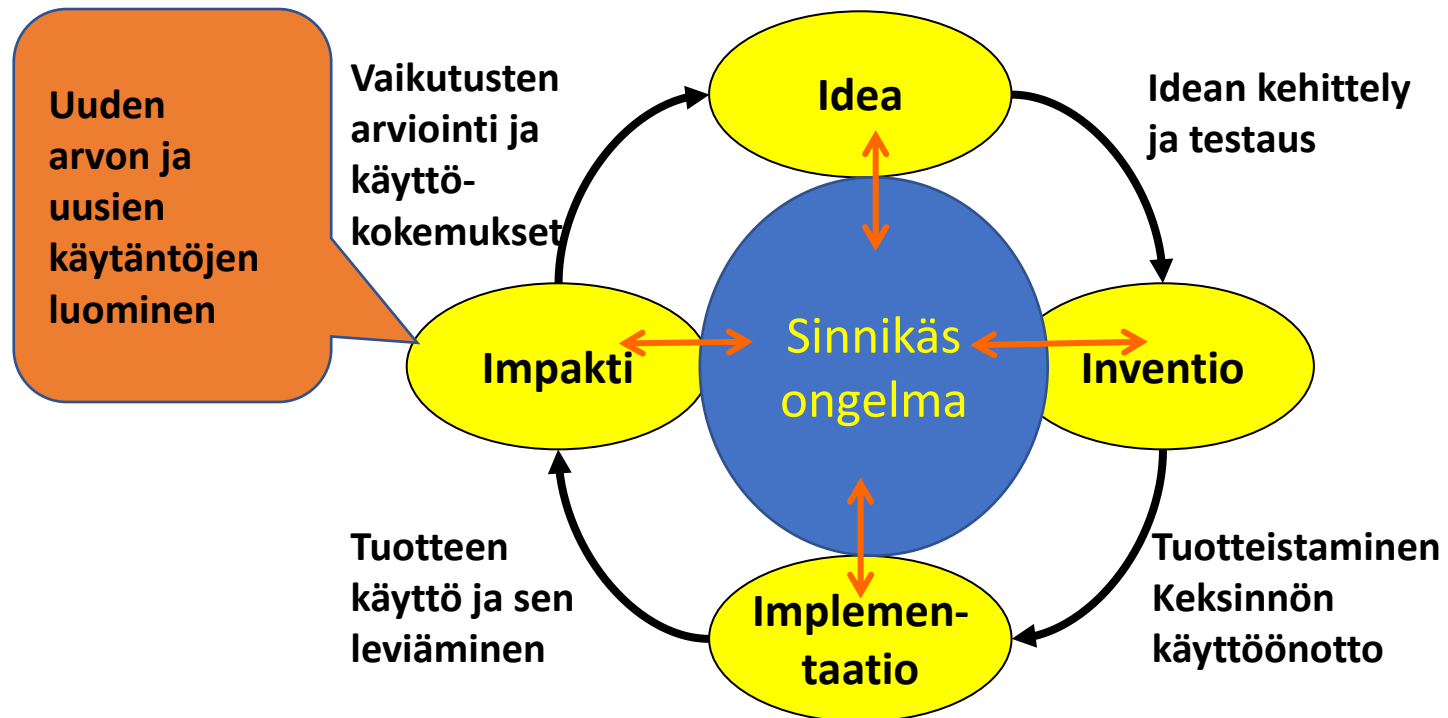 Uuden
arvon ja
uusien
käytäntöjen
luominen
Vaikutusten
arviointi ja
käyttö-
kokemukset
Idea
Idean kehittely
ja testaus
Impakti
Sinnikäs
ongelma
Inventio
Tuotteen
käyttö ja sen
leviäminen
Implemen-
taatio
Tuotteistaminen
Keksinnön
käyttöönotto